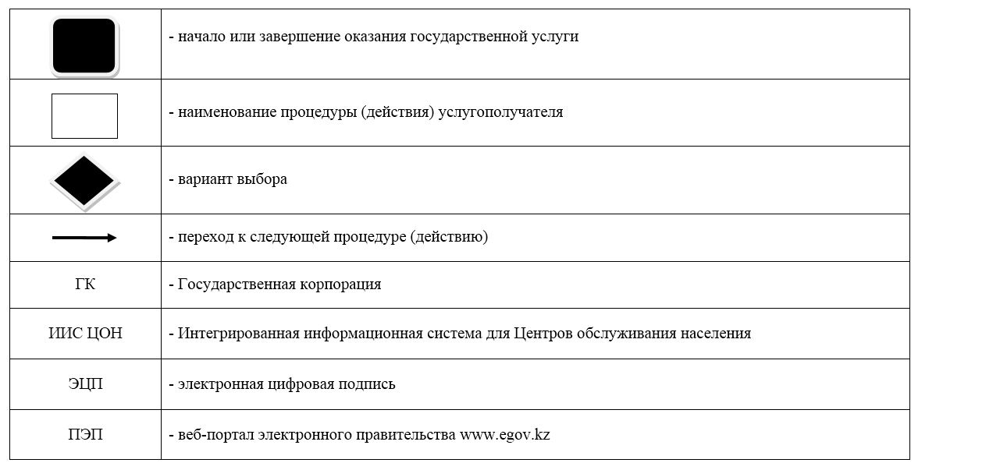 - начало или завершение оказания государственной услуги
- наименование процедуры (действия) услугополучателя
- вариант выбора
- переход к следующей процедуре (действию)
ГК - Государственная корпорация
ИИС ЦОН - Интегрированная информационная система для Центров обслуживания населения
ЭЦП - электронная цифровая подпись
ПЭП - веб-портал электронного правительства www.egov.kz